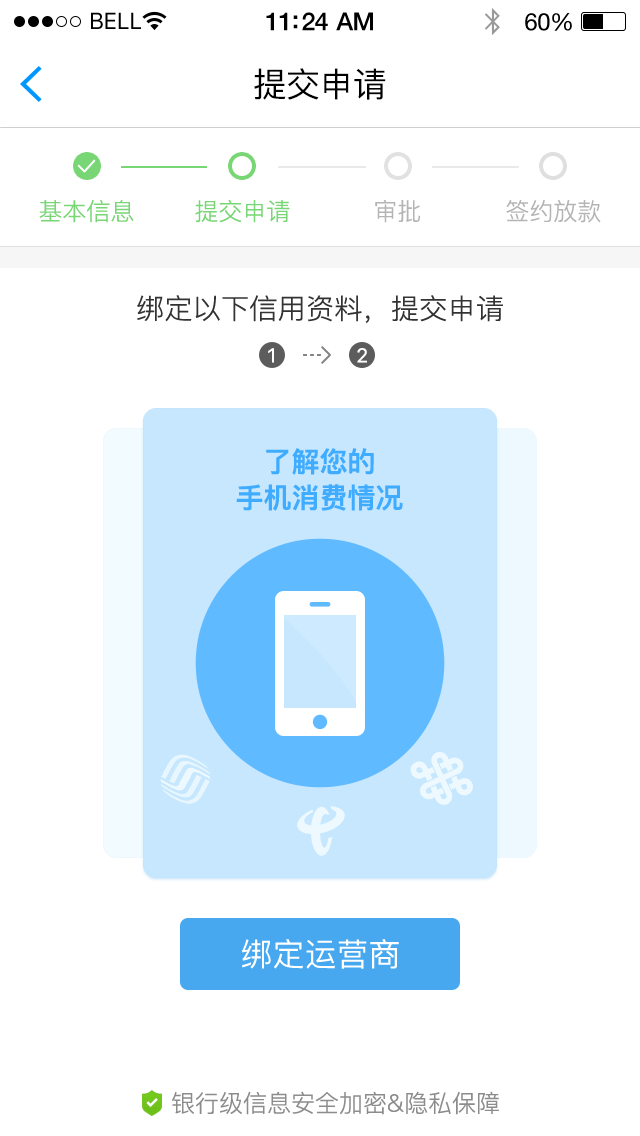 BELL 11:24 AM 60%
提交申请
基本信息 提交申请 审批 签约放款
绑定以下信用资料，提交申请
1 2
了解您的
手机消费情况
绑定运营商
银行级信息安全加密&隐私保障